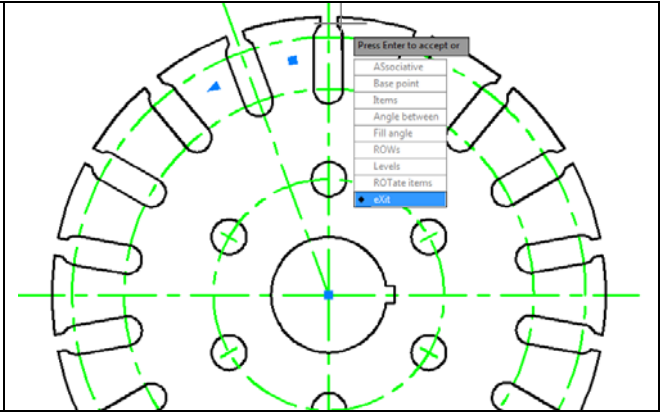 Press Enter to accept or
ASsociative
Base point
Items
Angle between
Fill angle
ROWs
Levels
ROTate items
eXit